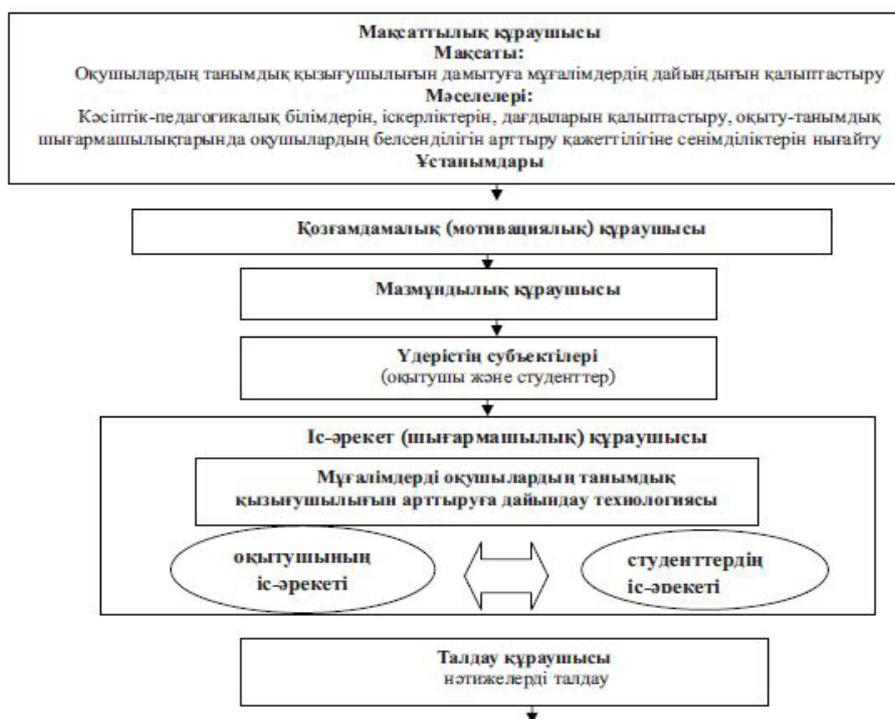 Мақсаттылық құраушысы
Мақсаты:
Оқушылардың танымдық қызығушылығын дамытуға мұғалімдердің дайындығын қалыптастыру
Мәселелері:
Кәсіптік-педагогикалық білімдерін, іскерліктерін, дағдыларын қалыптастыру, оқыту-танымдық
шығармашылықтарында оқушылардың белсенділігін арттыру қажеттілігіне сенімділіктерін нығайту
Ұстанымдары
Қозғамдамалық (мотивациялық) құраушысы
Мазмұндылық құраушысы
Үдерістің субъектілері
(оқытушы және студенттер)
Іс-әрекет (шығармашылық) құраушысы
Мұғалімдерді оқушылардың танымдық
қызығушылығын арттыруға дайындау технологиясы
оқытушының
іс-әрекеті
студенттердің
іс-әрекеті
Талдау құраушысы
нәтижелерді талдау